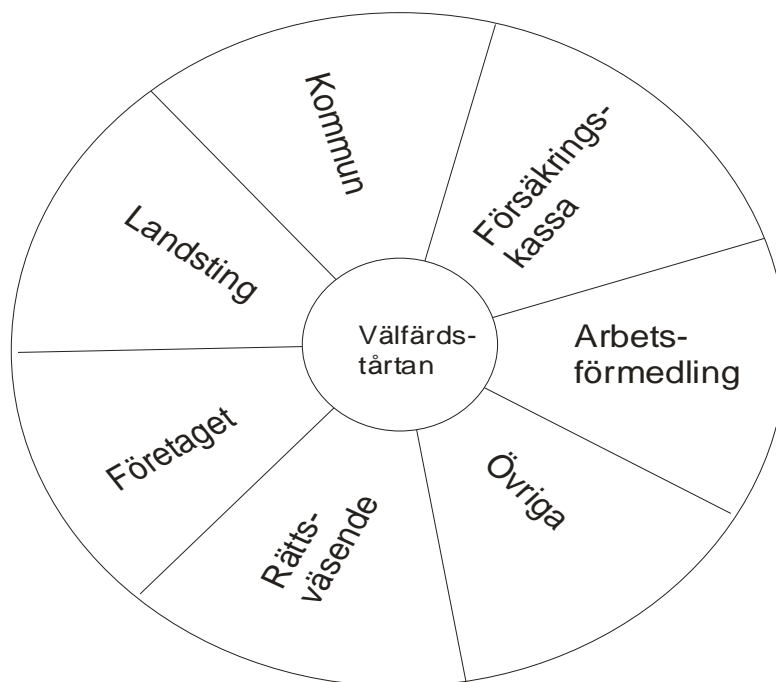 Kommun
Försäkrings-
kassa
Landsting
Välfärds-
tårtan
Arbets-
förmedling
Företaget
Övriga
Rätts-
väsende